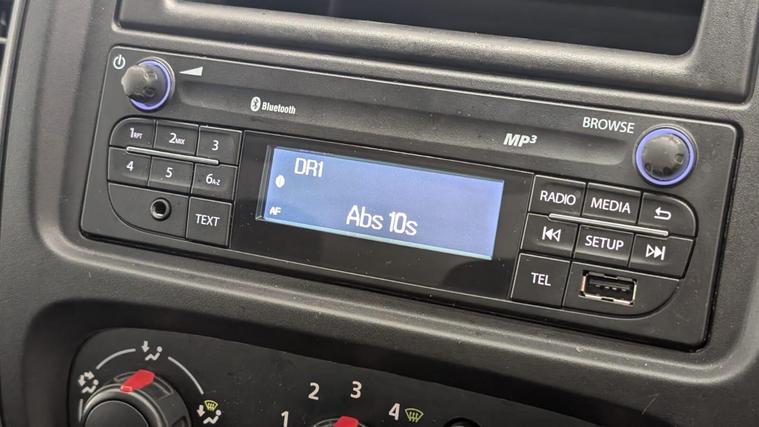 Bluetooth
MP3
BROWSE
1RPT
2MIX
3
4
5
6A-Z
TEXT
DR1
AF
Abs 10s
RADIO
MEDIA
SETUP
TEL
1
2
3
4